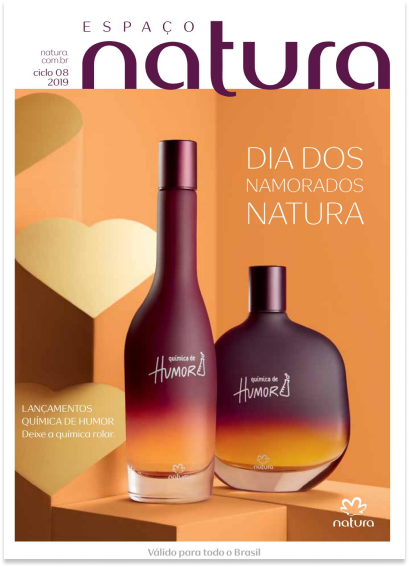 ESPAÇO
natura
natura.
com.br
ciclo 08
2019
DIA DOS
NAMORADOS
NATURA
química de
HUMOR
química de
HUMOR
LANÇAMENTOS
QUÍMICA DE HUMOR
Deixe a química rolar.
natura
natura
natura
Válido para todo o Brasil